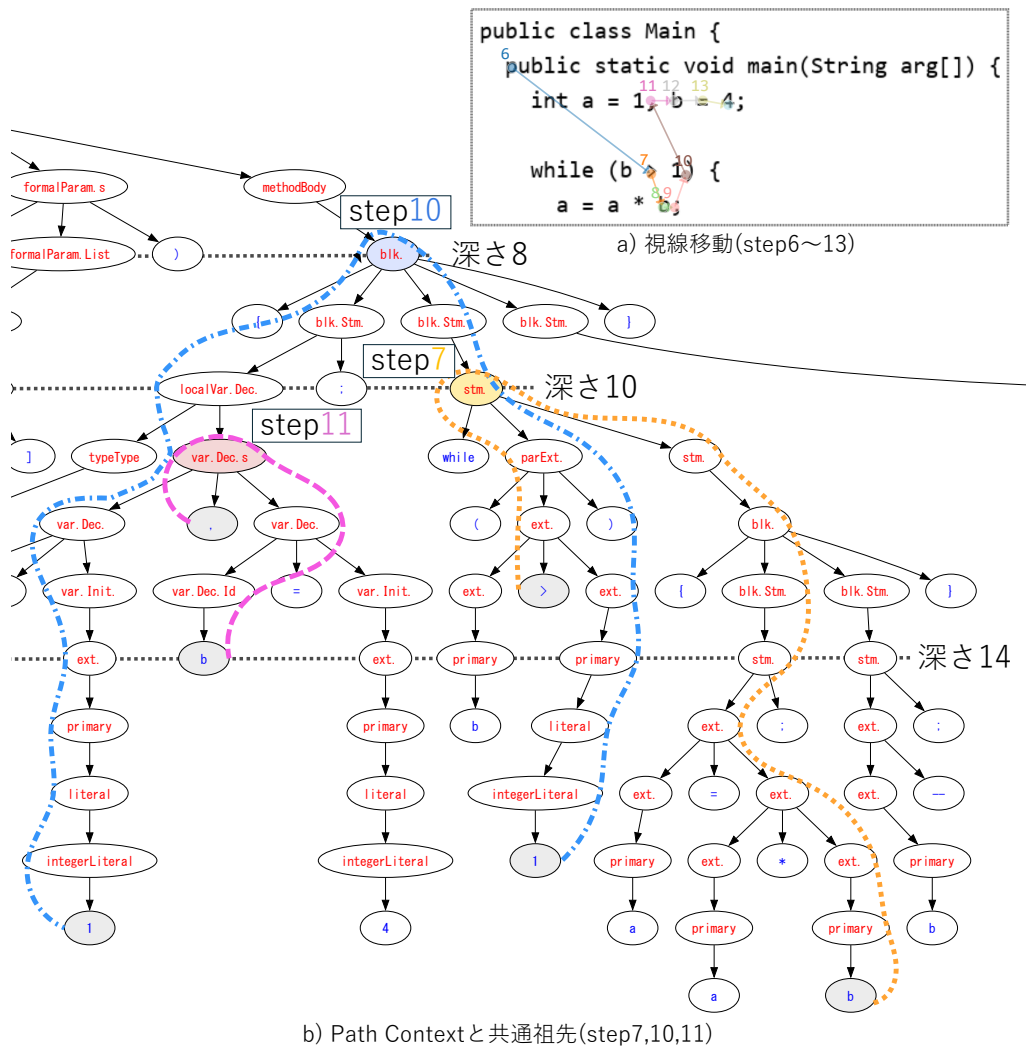 public class Main {
6
public static void main(String arg[]) {
11 12 13
int a = 1, b = 4;
7 10
while (b > 1) {
8 9
a = a * b;
a) 視線移動(step6～13)
formalParam.s
methodBody
step10
formalParam.List
)
blk.
深さ8
{
blk.Stm.
blk.Stm.
blk.Stm.
}
step7
localVar.Dec.
;
stm.
深さ10
step11
]
typeType
var.Dec.s
while
parExt.
stm.
var.Dec.
,
var.Dec.
(
ext.
)
blk.
var.Init.
var.Dec.Id
=
var.Init.
ext.
>
ext.
{
blk.Stm.
blk.Stm.
}
ext.
b
ext.
primary
primary
stm.
stm.
深さ14
primary
primary
b
literal
ext.
;
ext.
;
literal
literal
integerLiteral
ext.
=
ext.
ext.
--
integerLiteral
integerLiteral
1
primary
ext.
*
ext.
primary
1
4
a
primary
primary
b
a
b
b) Path Contextと共通祖先(step7,10,11)